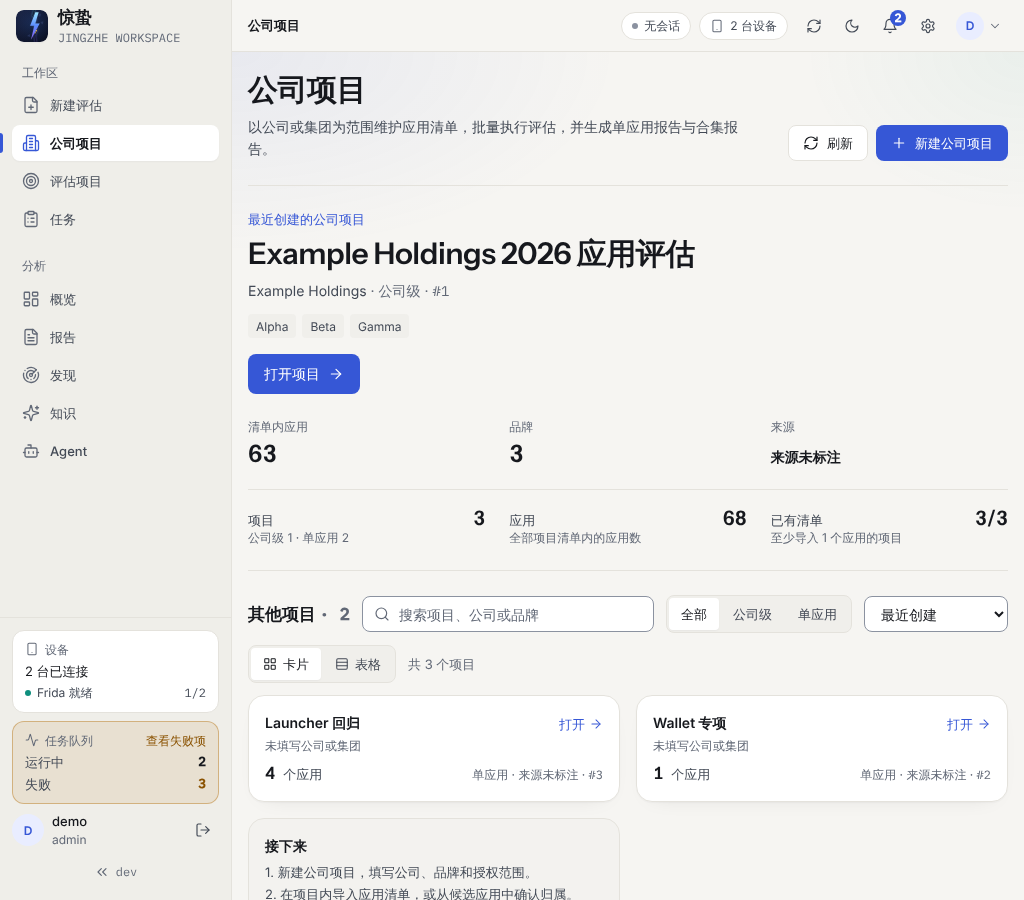 惊蛰
JINGZHE WORKSPACE
工作区
新建评估
公司项目
评估项目
任务
分析
概览
报告
发现
知识
Agent
设备
2 台已连接
Frida 就绪 1/2
任务队列 查看失败项
运行中 2
失败 3
D demo
admin
dev
公司项目
无会话
2 台设备
2
D
公司项目
以公司或集团为范围维护应用清单，批量执行评估，并生成单应用报告与合集报
告。
刷新
新建公司项目
最近创建的公司项目
Example Holdings 2026 应用评估
Example Holdings · 公司级 · #1
Alpha Beta Gamma
打开项目
清单内应用 品牌 来源
63 3 来源未标注
项目 3 应用 68 已有清单 3/3
公司级 1 · 单应用 2 全部项目清单内的应用数 至少导入 1 个应用的项目
其他项目 · 2 搜索项目、公司或品牌 全部 公司级 单应用 最近创建
卡片 表格 共 3 个项目
Launcher 回归 打开
未填写公司或集团
4 个应用 单应用 · 来源未标注 · #3
Wallet 专项 打开
未填写公司或集团
1 个应用 单应用 · 来源未标注 · #2
接下来
1. 新建公司项目，填写公司、品牌和授权范围。
2. 在项目内导入应用清单，或从候选应用中确认归属。